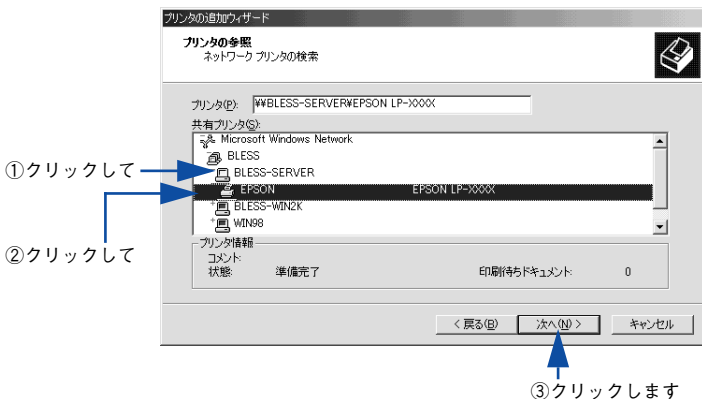 プリンタの追加ウィザード
プリンタの参照
ネットワーク プリンタの検索
プリンタ(P): ¥¥BLESS-SERVER¥EPSON LP-XXXX
共有プリンタ(S):
Microsoft Windows Network
BLESS
①クリックして
BLESS-SERVER
EPSON EPSON LP-XXXX
BLESS-WIN2K
WIN98
②クリックして
プリンタ情報
コメント:
状態: 準備完了 印刷待ちドキュメント: 0
< 戻る(B) 次へ(N) > キャンセル
③クリックします